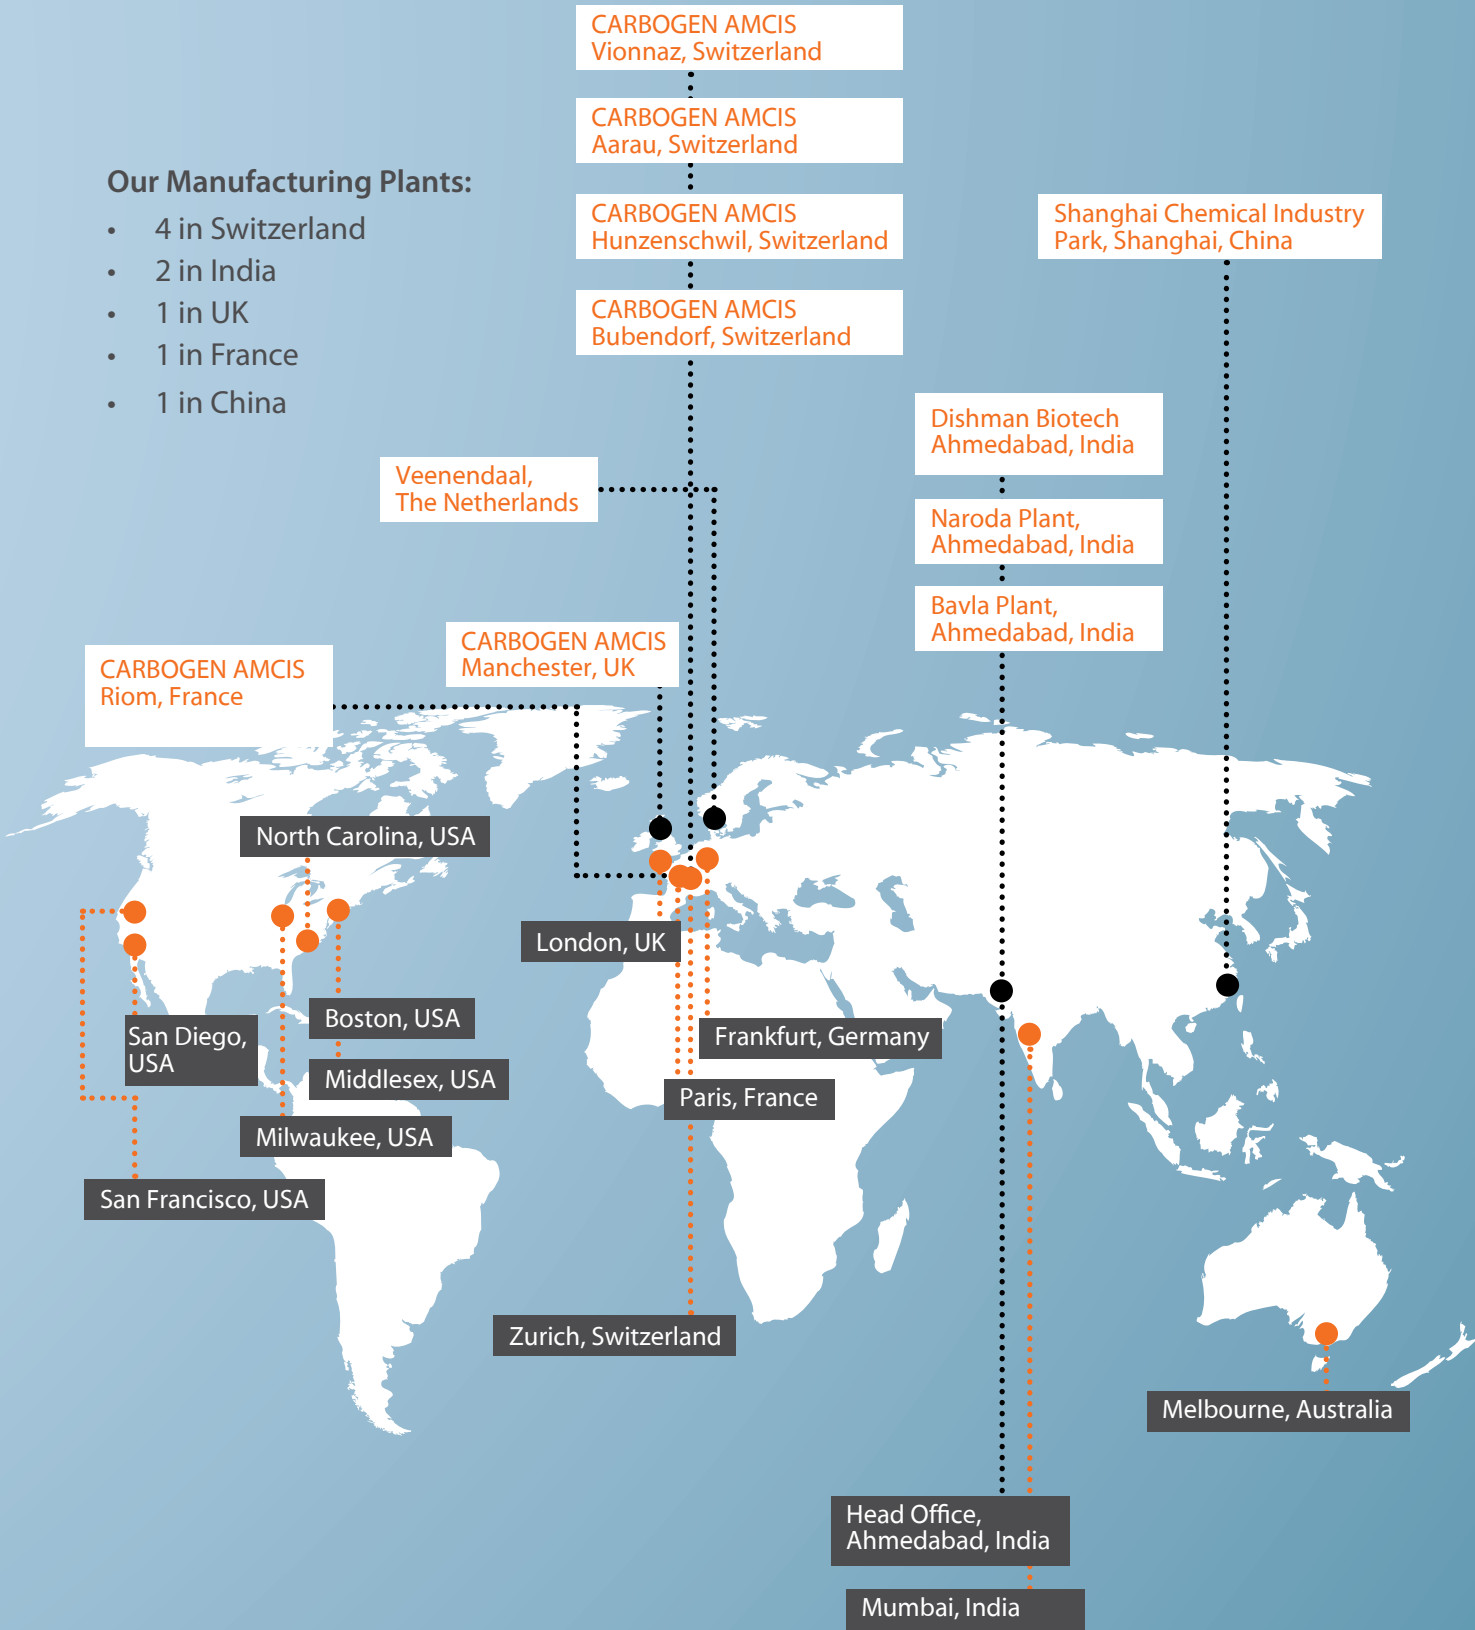 CARBOGEN AMCIS
Vionnaz, Switzerland
CARBOGEN AMCIS
Aarau, Switzerland
Our Manufacturing Plants:
• 4 in Switzerland
• 2 in India
• 1 in UK
• 1 in France
• 1 in China
CARBOGEN AMCIS
Hunzenschwil, Switzerland
Shanghai Chemical Industry
Park, Shanghai, China
CARBOGEN AMCIS
Bubendorf, Switzerland
Dishman Biotech
Ahmedabad, India
Veenendaal,
The Netherlands
Naroda Plant,
Ahmedabad, India
Bavla Plant,
Ahmedabad, India
CARBOGEN AMCIS
Manchester, UK
CARBOGEN AMCIS
Riom, France
North Carolina, USA
London, UK
Boston, USA
San Diego,
USA
Frankfurt, Germany
Middlesex, USA
Paris, France
Milwaukee, USA
San Francisco, USA
Zurich, Switzerland
Melbourne, Australia
Head Office,
Ahmedabad, India
Mumbai, India